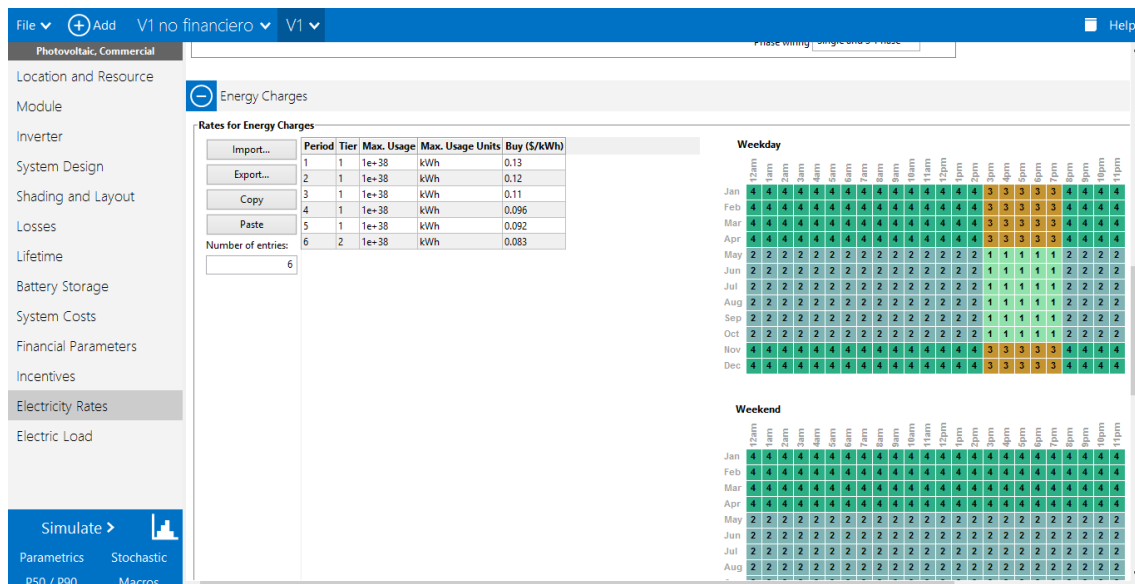 File Add V1 no financiero V1 Help
Photovoltaic, Commercial
Location and Resource
Module
Inverter
System Design
Shading and Layout
Losses
Lifetime
Battery Storage
System Costs
Financial Parameters
Incentives
Electricity Rates
Electric Load
Simulate >
Parametrics Stochastic
P50 / P90 Macros
Phase wiring Single and 3-Phase
Energy Charges
Rates for Energy Charges
Import...
Export...
Copy
Paste
Number of entries:
6
Period Tier Max. Usage Max. Usage Units Buy ($/kWh)
1 1 1e+38 kWh 0.13
2 1 1e+38 kWh 0.12
3 1 1e+38 kWh 0.11
4 1 1e+38 kWh 0.096
5 1 1e+38 kWh 0.092
6 2 1e+38 kWh 0.083
Weekday
12am 1am 2am 3am 4am 5am 6am 7am 8am 9am 10am 11am 12pm 1pm 2pm 3pm 4pm 5pm 6pm 7pm 8pm 9pm 10pm 11pm
Jan 4 4 4 4 4 4 4 4 4 4 4 4 4 4 4 3 3 3 3 3 4 4 4 4
Feb 4 4 4 4 4 4 4 4 4 4 4 4 4 4 4 3 3 3 3 3 4 4 4 4
Mar 4 4 4 4 4 4 4 4 4 4 4 4 4 4 4 3 3 3 3 3 4 4 4 4
Apr 4 4 4 4 4 4 4 4 4 4 4 4 4 4 4 3 3 3 3 3 4 4 4 4
May 2 2 2 2 2 2 2 2 2 2 2 2 2 2 2 1 1 1 1 1 2 2 2 2
Jun 2 2 2 2 2 2 2 2 2 2 2 2 2 2 2 1 1 1 1 1 2 2 2 2
Jul 2 2 2 2 2 2 2 2 2 2 2 2 2 2 2 1 1 1 1 1 2 2 2 2
Aug 2 2 2 2 2 2 2 2 2 2 2 2 2 2 2 1 1 1 1 1 2 2 2 2
Sep 2 2 2 2 2 2 2 2 2 2 2 2 2 2 2 1 1 1 1 1 2 2 2 2
Oct 2 2 2 2 2 2 2 2 2 2 2 2 2 2 2 1 1 1 1 1 2 2 2 2
Nov 4 4 4 4 4 4 4 4 4 4 4 4 4 4 4 3 3 3 3 3 4 4 4 4
Dec 4 4 4 4 4 4 4 4 4 4 4 4 4 4 4 3 3 3 3 3 4 4 4 4
Weekend
12am 1am 2am 3am 4am 5am 6am 7am 8am 9am 10am 11am 12pm 1pm 2pm 3pm 4pm 5pm 6pm 7pm 8pm 9pm 10pm 11pm
Jan 4 4 4 4 4 4 4 4 4 4 4 4 4 4 4 4 4 4 4 4 4 4 4 4
Feb 4 4 4 4 4 4 4 4 4 4 4 4 4 4 4 4 4 4 4 4 4 4 4 4
Mar 4 4 4 4 4 4 4 4 4 4 4 4 4 4 4 4 4 4 4 4 4 4 4 4
Apr 4 4 4 4 4 4 4 4 4 4 4 4 4 4 4 4 4 4 4 4 4 4 4 4
May 2 2 2 2 2 2 2 2 2 2 2 2 2 2 2 2 2 2 2 2 2 2 2 2
Jun 2 2 2 2 2 2 2 2 2 2 2 2 2 2 2 2 2 2 2 2 2 2 2 2
Jul 2 2 2 2 2 2 2 2 2 2 2 2 2 2 2 2 2 2 2 2 2 2 2 2
Aug 2 2 2 2 2 2 2 2 2 2 2 2 2 2 2 2 2 2 2 2 2 2 2 2